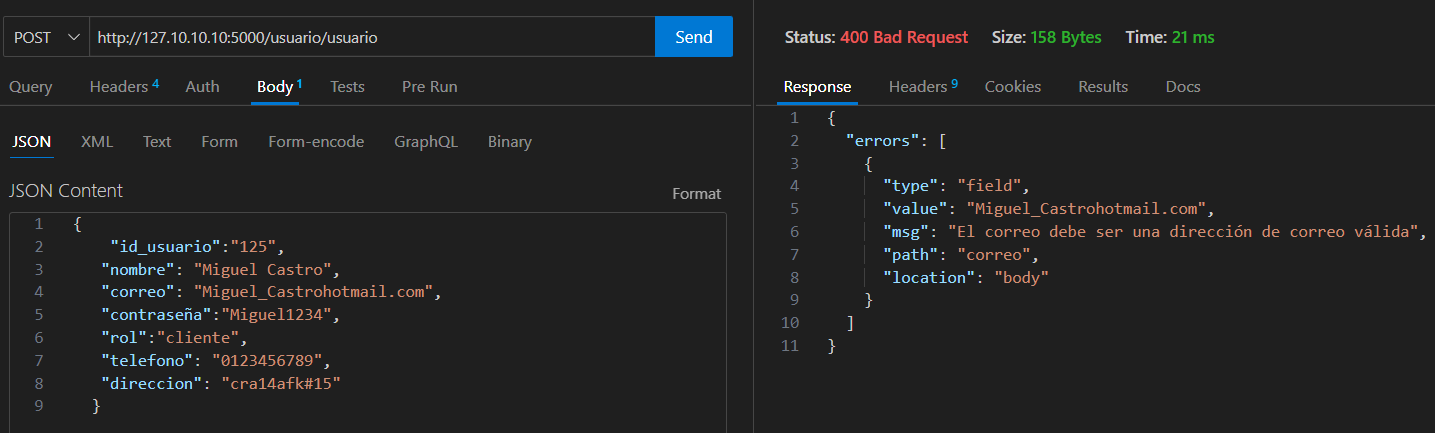 POST http://127.10.10.10:5000/usuario/usuario Send
Query Headers 4 Auth Body 1 Tests Pre Run
JSON XML Text Form Form-encode GraphQL Binary
JSON Content Format
1 {
2 "id_usuario":"125",
3 "nombre": "Miguel Castro",
4 "correo": "Miguel_Castrohotmail.com",
5 "contraseña":"Miguel1234",
6 "rol":"cliente",
7 "telefono": "0123456789",
8 "direccion": "cra14afk#15"
9 }
Status: 400 Bad Request Size: 158 Bytes Time: 21 ms
Response Headers 9 Cookies Results Docs
1 {
2 "errors": [
3 {
4 "type": "field",
5 "value": "Miguel_Castrohotmail.com",
6 "msg": "El correo debe ser una dirección de correo válida",
7 "path": "correo",
8 "location": "body"
9 }
10 ]
11 }